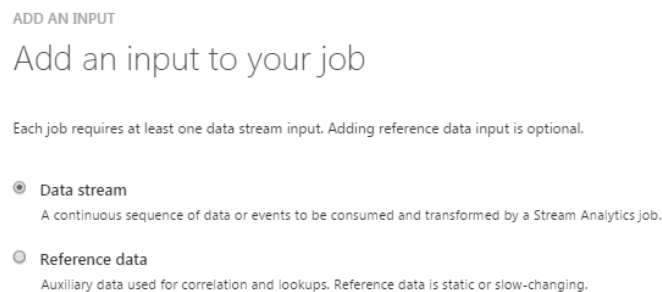 ADD AN INPUT
Add an input to your job
Each job requires at least one data stream input. Adding reference data input is optional.
Data stream
A continuous sequence of data or events to be consumed and transformed by a Stream Analytics job.
Reference data
Auxiliary data used for correlation and lookups. Reference data is static or slow-changing.